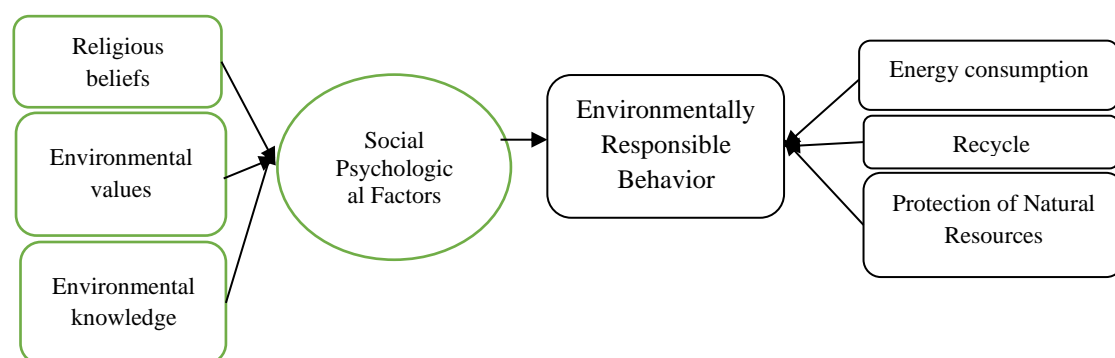 Religious
beliefs
Environmental
values
Environmental
knowledge
Social
Psychologic
al Factors
Environmentally
Responsible
Behavior
Energy consumption
Recycle
Protection of Natural
Resources